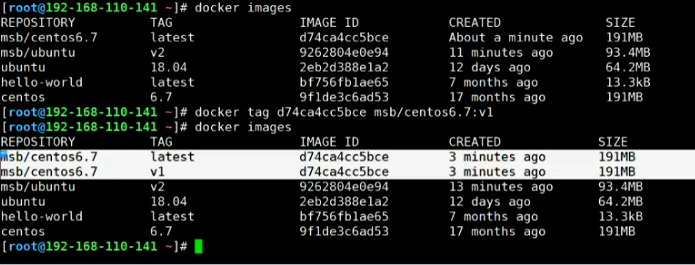 [root@192-168-110-141 ~]# docker images
REPOSITORY TAG IMAGE ID CREATED SIZE
msb/centos6.7 latest d74ca4cc5bce About a minute ago 191MB
msb/ubuntu v2 9262804e0e94 11 minutes ago 93.4MB
ubuntu 18.04 2eb2d388e1a2 12 days ago 64.2MB
hello-world latest bf756fb1ae65 7 months ago 13.3kB
centos 6.7 9f1de3c6ad53 17 months ago 191MB
[root@192-168-110-141 ~]# docker tag d74ca4cc5bce msb/centos6.7:v1
[root@192-168-110-141 ~]# docker images
REPOSITORY TAG IMAGE ID CREATED SIZE
msb/centos6.7 latest d74ca4cc5bce 3 minutes ago 191MB
msb/centos6.7 v1 d74ca4cc5bce 3 minutes ago 191MB
msb/ubuntu v2 9262804e0e94 13 minutes ago 93.4MB
ubuntu 18.04 2eb2d388e1a2 12 days ago 64.2MB
hello-world latest bf756fb1ae65 7 months ago 13.3kB
centos 6.7 9f1de3c6ad53 17 months ago 191MB
[root@192-168-110-141 ~]#